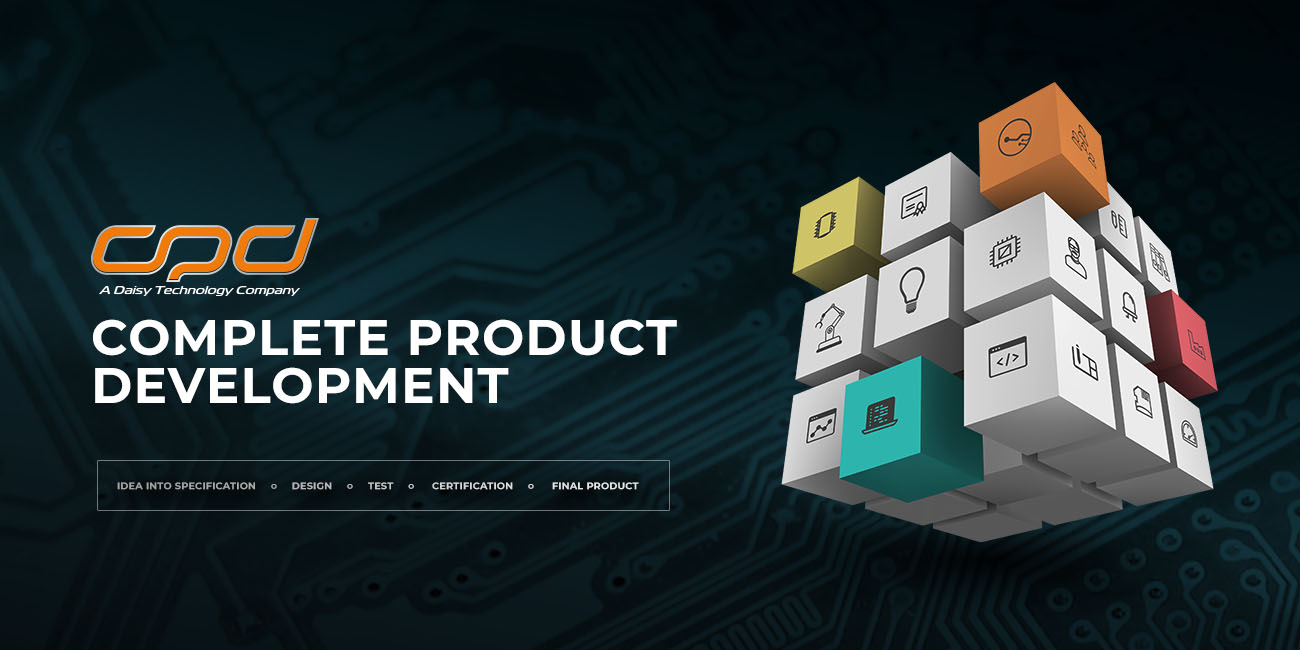 cpd
A Daisy Technology Company
COMPLETE PRODUCT
DEVELOPMENT
IDEA INTO SPECIFICATION o DESIGN o TEST o CERTIFICATION o FINAL PRODUCT
</>